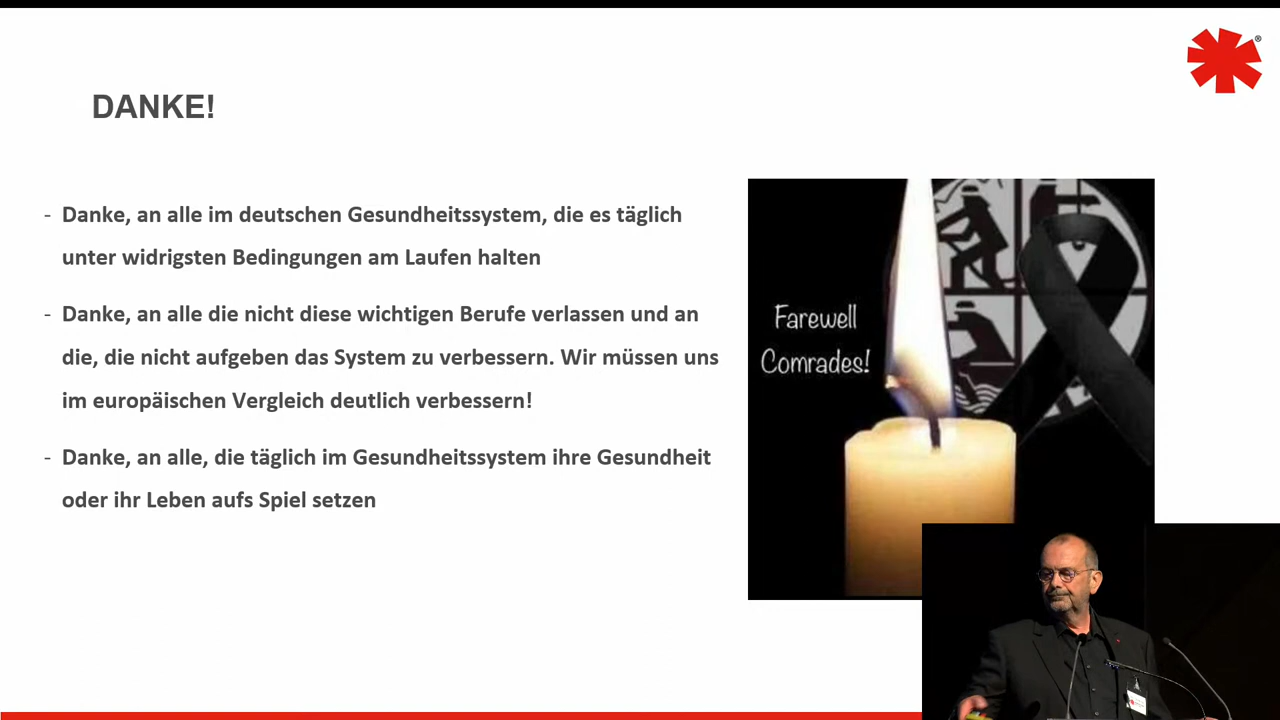 ®
DANKE!
- Danke, an alle im deutschen Gesundheitssystem, die es täglich
unter widrigsten Bedingungen am Laufen halten
- Danke, an alle die nicht diese wichtigen Berufe verlassen und an
die, die nicht aufgeben das System zu verbessern. Wir müssen uns
im europäischen Vergleich deutlich verbessern!
- Danke, an alle, die täglich im Gesundheitssystem ihre Gesundheit
oder ihr Leben aufs Spiel setzen
Farewell
Comrades!